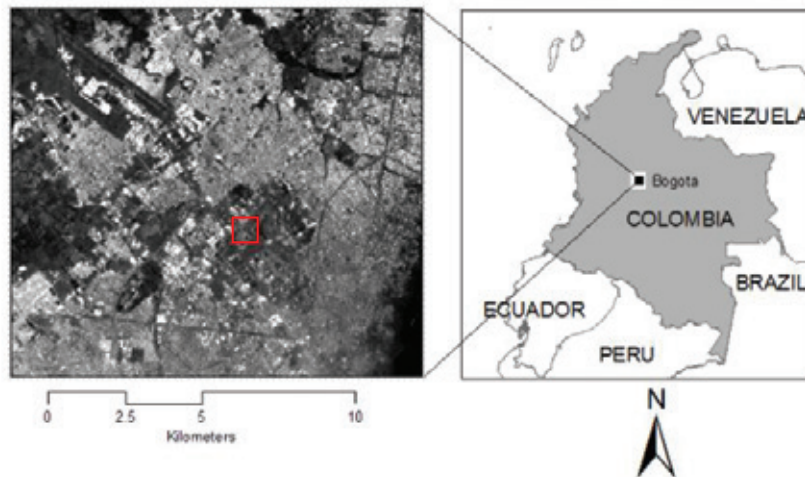 VENEZUELA
Bogota
COLOMBIA
BRAZIL
ECUADOR
PERU
0 2.5 5 10
Kilometers
N